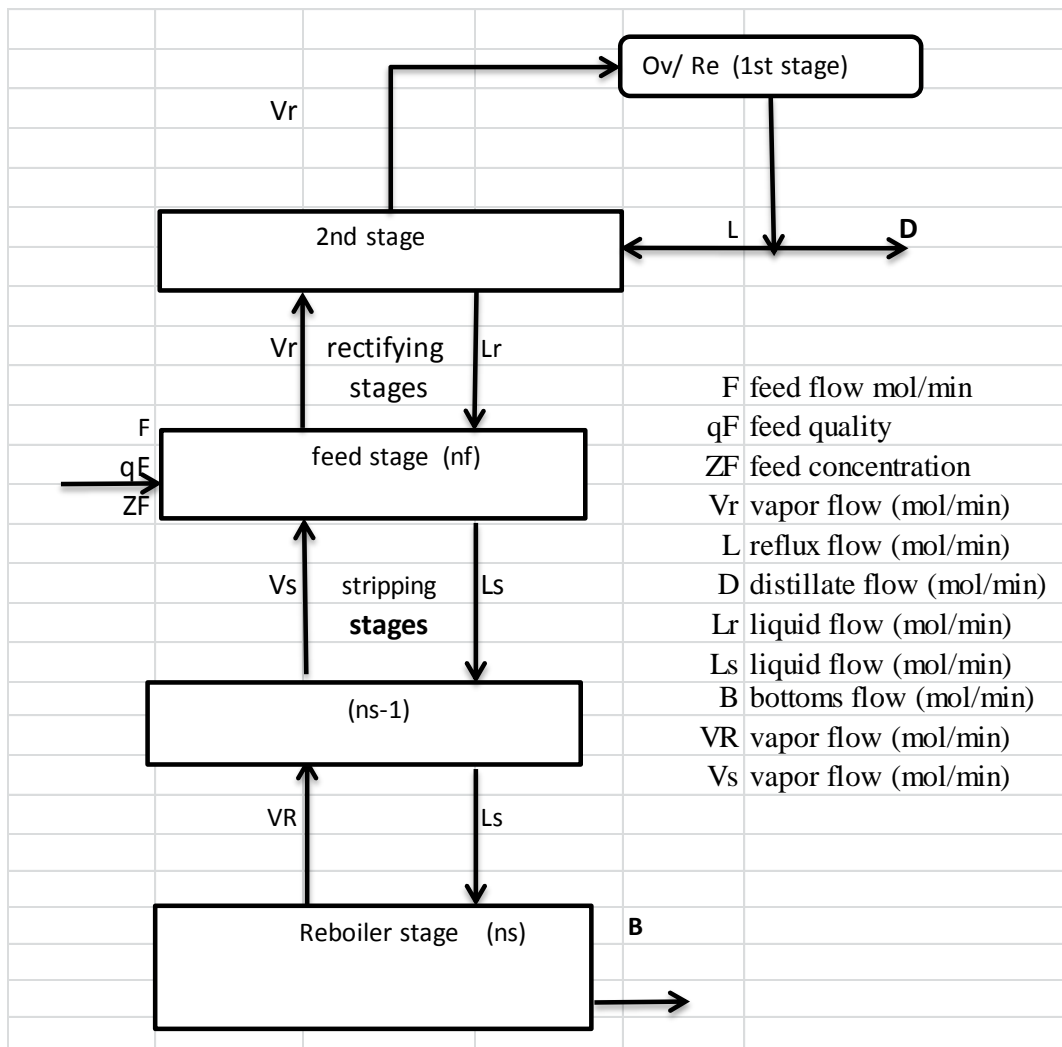 Ov/ Re (1st stage)
Vr
2nd stage
L
D
Vr
rectifying
stages
Lr
F
qF
ZF
feed stage (nf)
Vs
stripping
stages
Ls
(ns-1)
VR
Ls
Reboiler stage (ns)
B
F feed flow mol/min
qF feed quality
ZF feed concentration
Vr vapor flow (mol/min)
L reflux flow (mol/min)
D distillate flow (mol/min)
Lr liquid flow (mol/min)
Ls liquid flow (mol/min)
B bottoms flow (mol/min)
VR vapor flow (mol/min)
Vs vapor flow (mol/min)